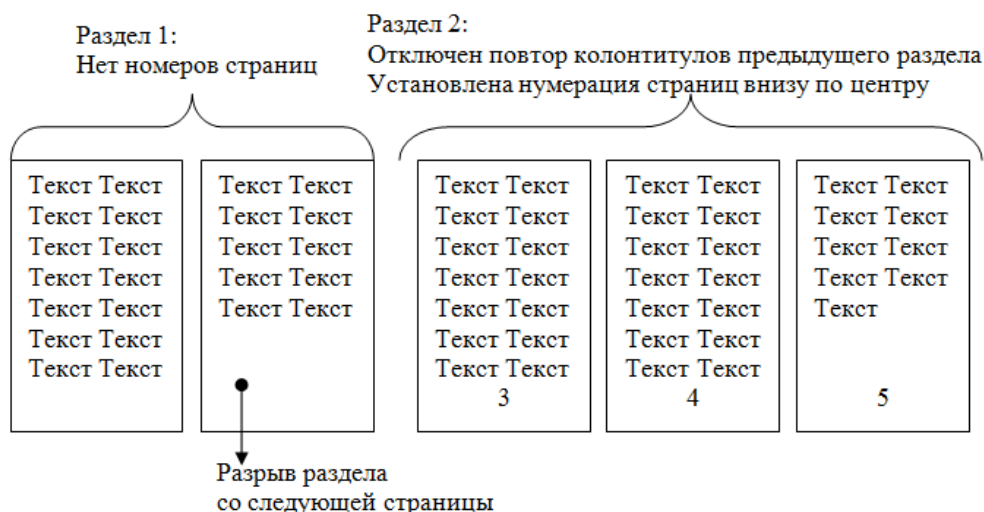 Раздел 1:
Нет номеров страниц
Раздел 2:
Отключен повтор колонтитулов предыдущего раздела
Установлена нумерация страниц внизу по центру
Текст Текст
Текст Текст
Текст Текст
Текст Текст
Текст Текст
Текст Текст
Текст Текст
Текст Текст
Текст Текст
Текст Текст
Текст Текст
Текст Текст
Разрыв раздела
со следующей страницы
Текст Текст
Текст Текст
Текст Текст
Текст Текст
Текст Текст
Текст Текст
Текст Текст
3
Текст Текст
Текст Текст
Текст Текст
Текст Текст
Текст Текст
Текст Текст
Текст Текст
4
Текст Текст
Текст Текст
Текст Текст
Текст Текст
Текст
5